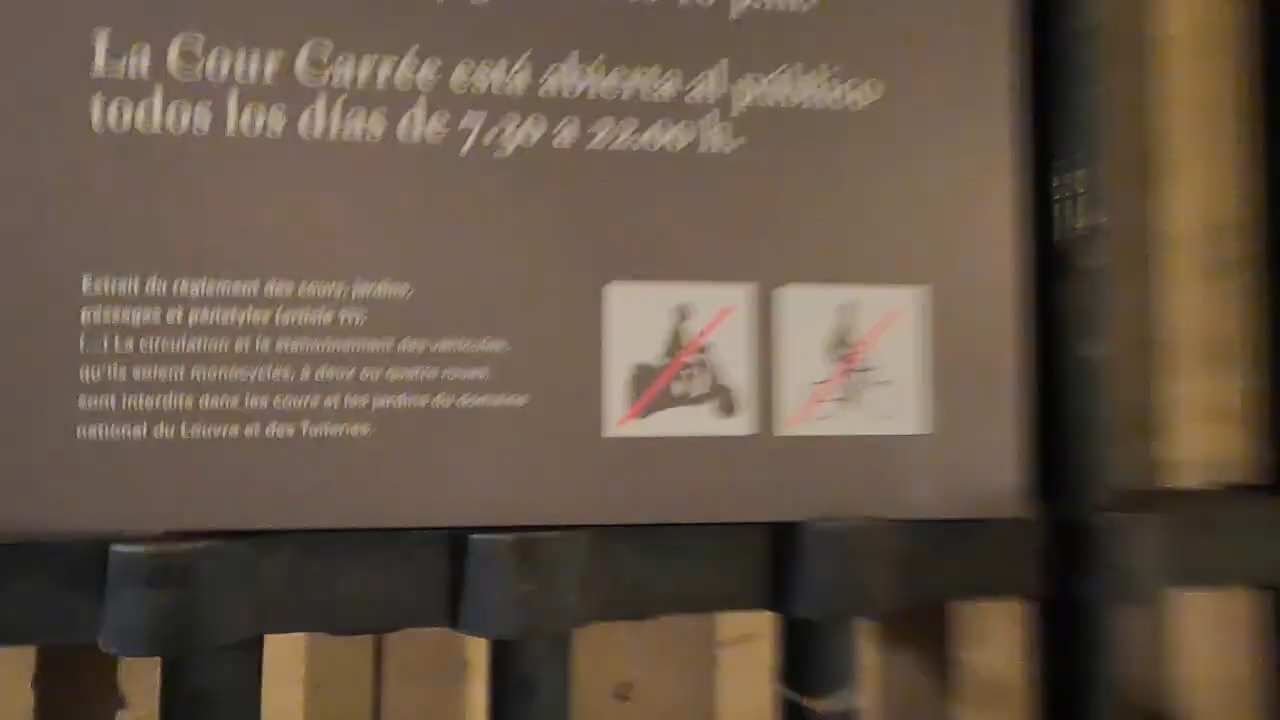 La Cour Carrée está abierta al público
todos los días de 7.30 a 22.00 h.
Extrait du règlement des cours, jardins,
passages et péristyles (article 11):
(...) La circulation et le stationnement des véhicules,
qu'ils soient monocycles, à deux ou quatre roues,
sont interdits dans les cours et les jardins du domaine
national du Louvre et des Tuileries.